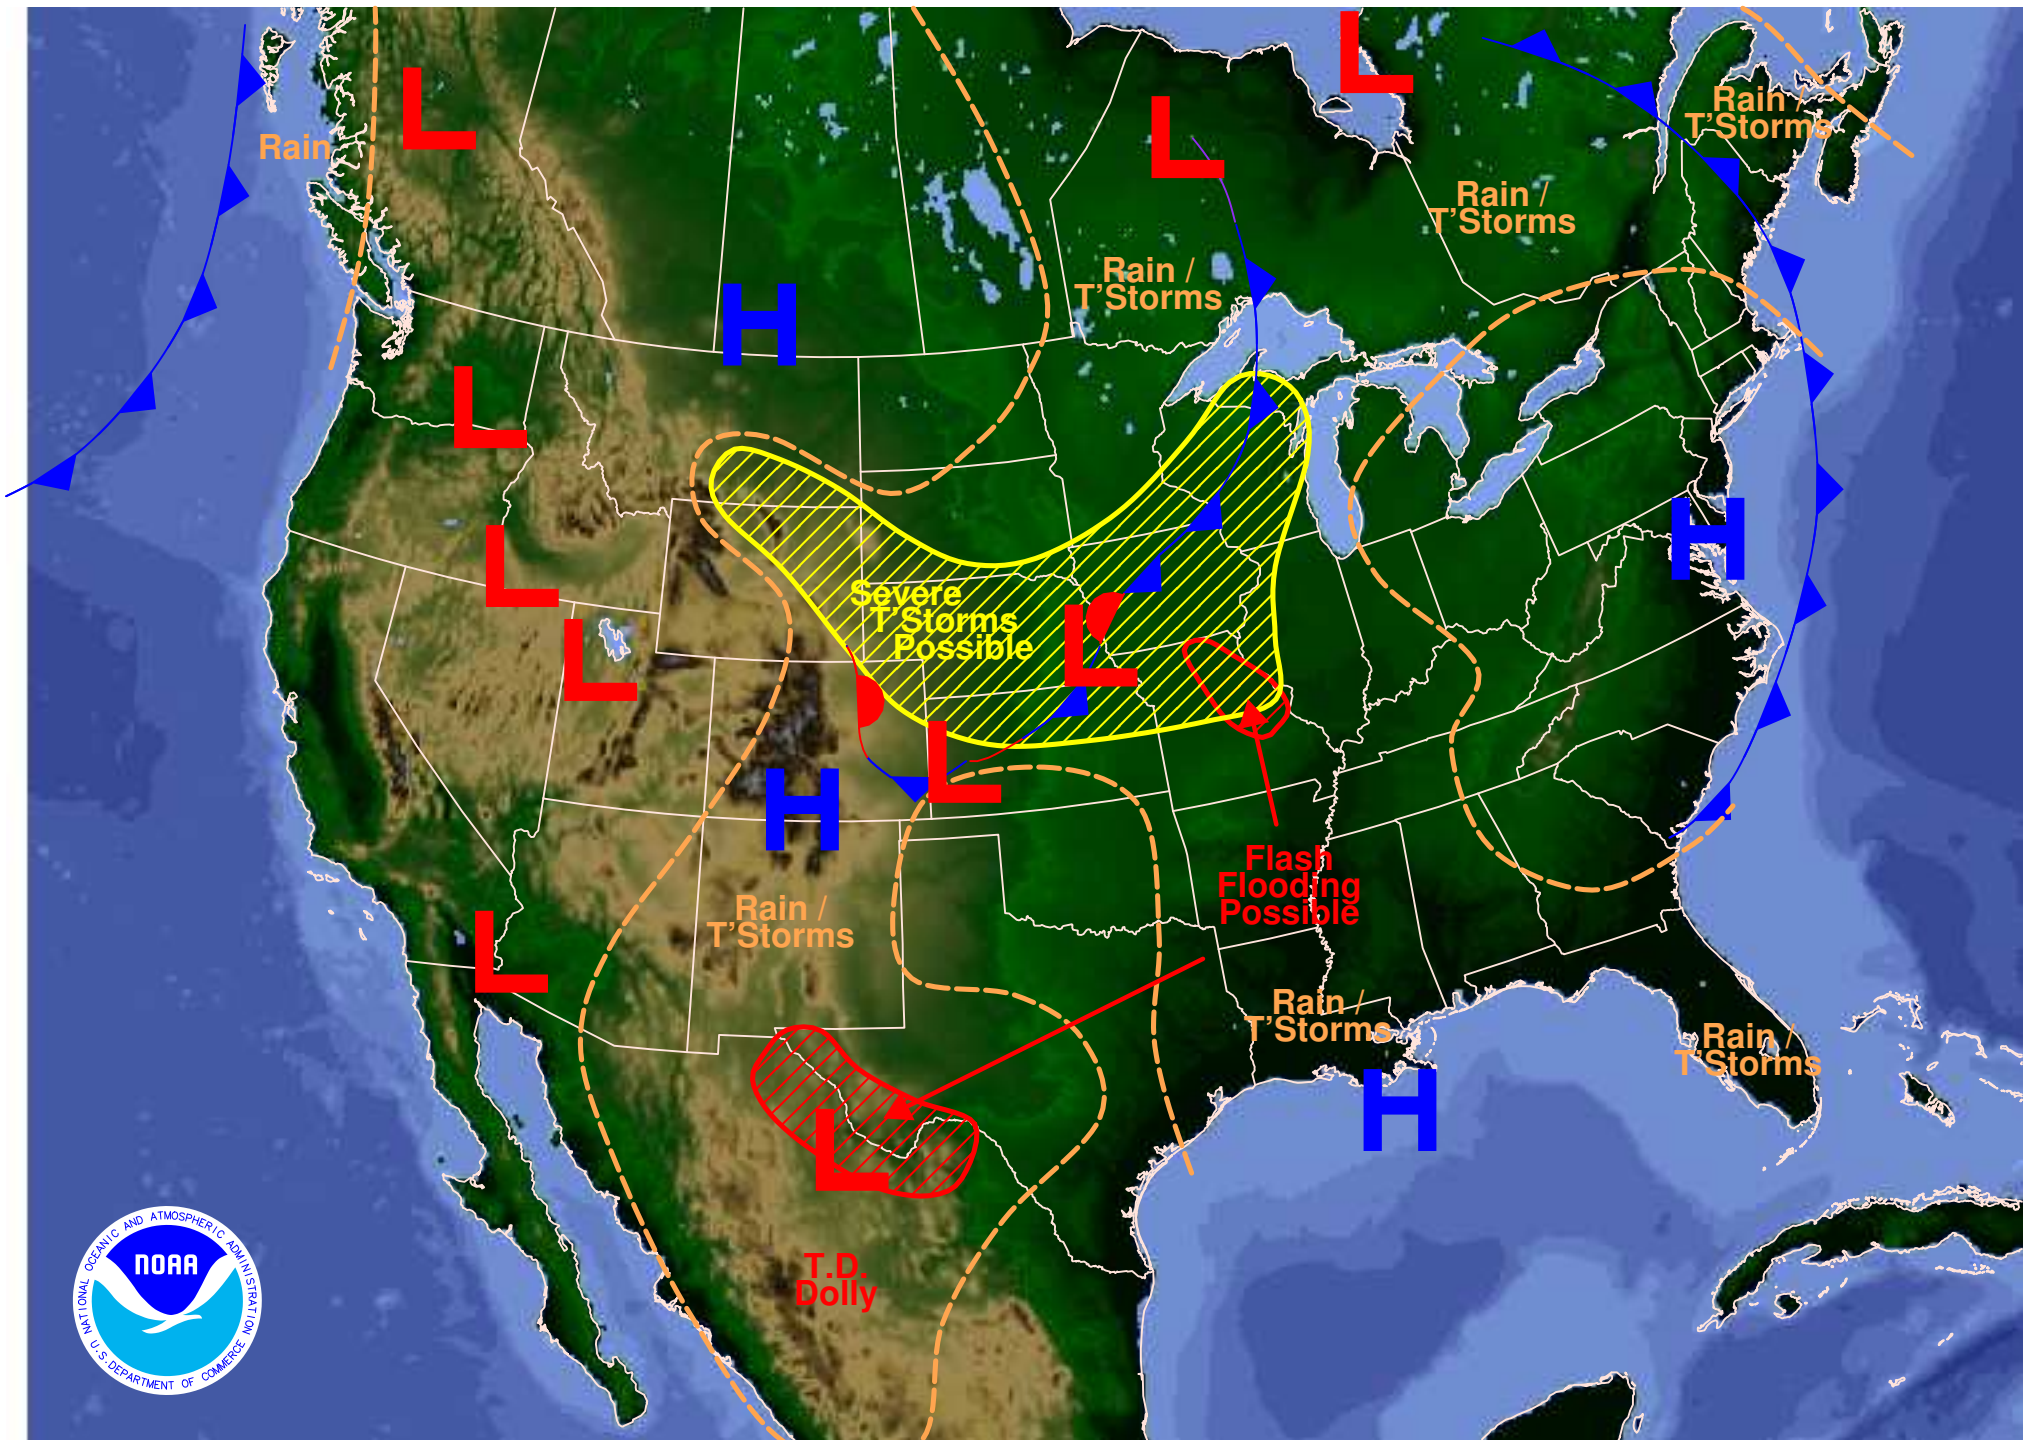 L
L
L
Rain
Rain /
T'Storms
Rain /
T'Storms
Rain /
T'Storms
H
L
L
H
Severe
T'Storms
Possible
L
L
L
H
L
Flash
Flooding
Possible
Rain /
T'Storms
L
Rain /
T'Storms
Rain /
T'Storms
H
L
T.D.
Dolly
NATIONAL OCEANIC AND ATMOSPHERIC ADMINISTRATION
NOAA
U.S. DEPARTMENT OF COMMERCE